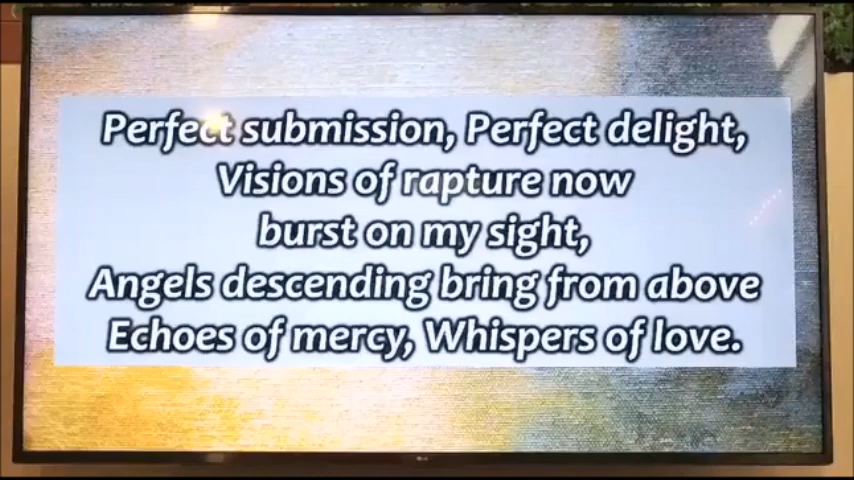 Perfect submission, Perfect delight,
Visions of rapture now
burst on my sight,
Angels descending bring from above
Echoes of mercy, Whispers of love.
LG